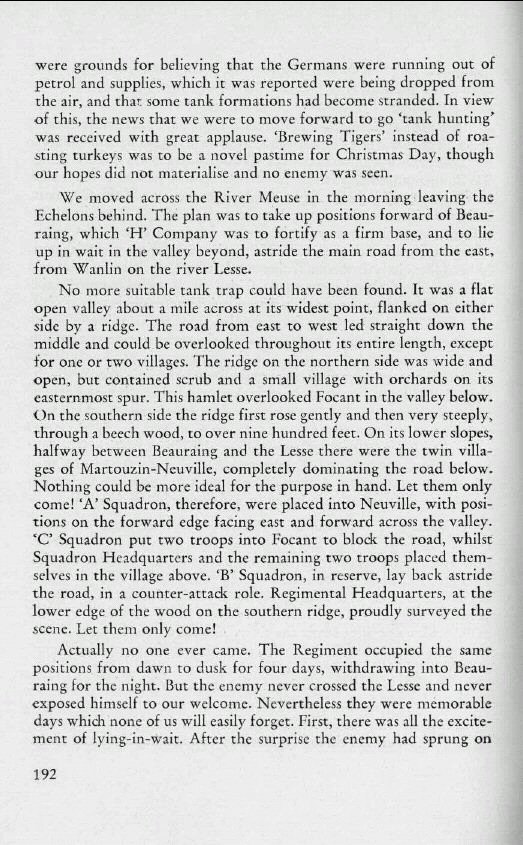 were grounds for believing that the Germans were running out of
petrol and supplies, which it was reported were being dropped from
the air, and that some tank formations had become stranded. In view
of this, the news that we were to move forward to go ‘tank hunting’
was received with great applause. ‘Brewing Tigers’ instead of roa-
sting turkeys was to be a novel pastime for Christmas Day, though
our hopes did not materialise and no enemy was seen.
We moved across the River Meuse in the morning leaving the
Echelons behind. The plan was to take up positions forward of Beau-
raing, which ‘H’ Company was to fortify as a firm base, and to lie
up in wait in the valley beyond, astride the main road from the east,
from Wanlin on the river Lesse.
No more suitable tank trap could have been found. It was a flat
open valley about a mile across at its widest point, flanked on either
side by a ridge. The road from east to west led straight down the
middle and could be overlooked throughout its entire length, except
for one or two villages. The ridge on the northern side was wide and
open, but contained scrub and a small village with orchards on its
easternmost spur. This hamlet overlooked Focant in the valley below.
On the southern side the ridge first rose gently and then very steeply,
through a beech wood, to over nine hundred feet. On its lower slopes,
halfway between Beauraing and the Lesse there were the twin villa-
ges of Martouzin-Neuville, completely dominating the road below.
Nothing could be more ideal for the purpose in hand. Let them only
come! ‘A’ Squadron, therefore, were placed into Neuville, with posi-
tions on the forward edge facing east and forward across the valley.
‘C’ Squadron put two troops into Focant to block the road, whilst
Squadron Headquarters and the remaining two troops placed them-
selves in the village above. ‘B’ Squadron, in reserve, lay back astride
the road, in a counter-attack role. Regimental Headquarters, at the
lower edge of the wood on the southern ridge, proudly surveyed the
scene. Let them only come!
Actually no one ever came. The Regiment occupied the same
positions from dawn to dusk for four days, withdrawing into Beau-
raing for the night. But the enemy never crossed the Lesse and never
exposed himself to our welcome. Nevertheless they were memorable
days which none of us will easily forget. First, there was all the excite-
ment of lying-in-wait. After the surprise the enemy had sprung on
192